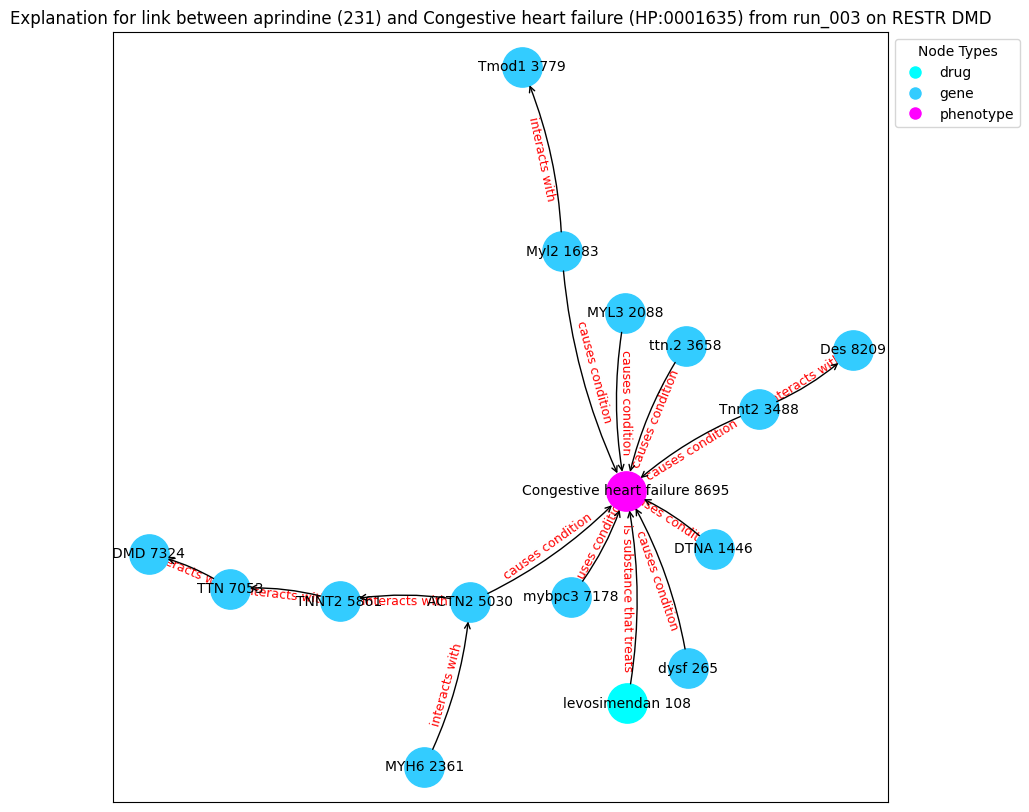 Explanation for link between aprindine (231) and Congestive heart failure (HP:0001635) from run_003 on RESTR DMD
Node Types
drug
gene
phenotype
Tmod1 3779
interacts with
Myl2 1683
MYL3 2088
ttn.2 3658
Des 8209
interacts with
Tnnt2 3488
causes condition
causes condition
causes condition
causes condition
Congestive heart failure 8695
causes condition
causes condition
causes condition
causes condition
is substance that treats
DTNA 1446
DMD 7324
interacts with
TTN 7053
interacts with
TNNT2 5861
interacts with
ACTN2 5030
mybpc3 7178
dysf 265
interacts with
levosimendan 108
MYH6 2361